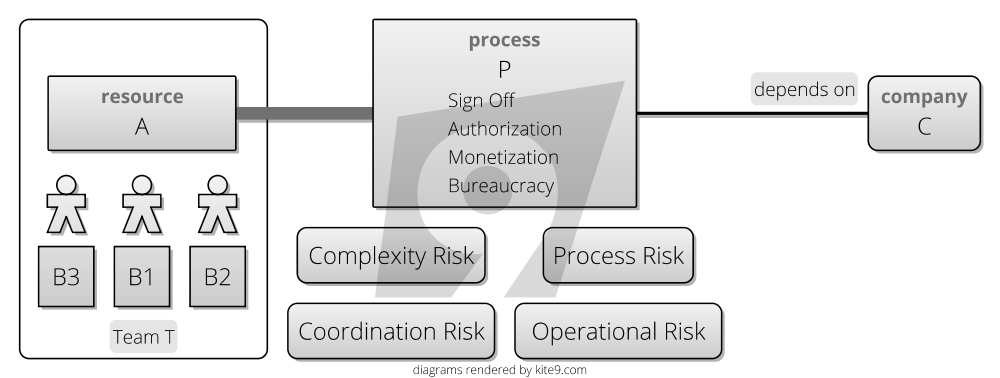 resource
A
B3
B1
B2
Team T
process
P
Sign Off
Authorization
Monetization
Bureaucracy
depends on
company
C
Complexity Risk
Process Risk
Coordination Risk
Operational Risk
diagrams rendered by kite9.com